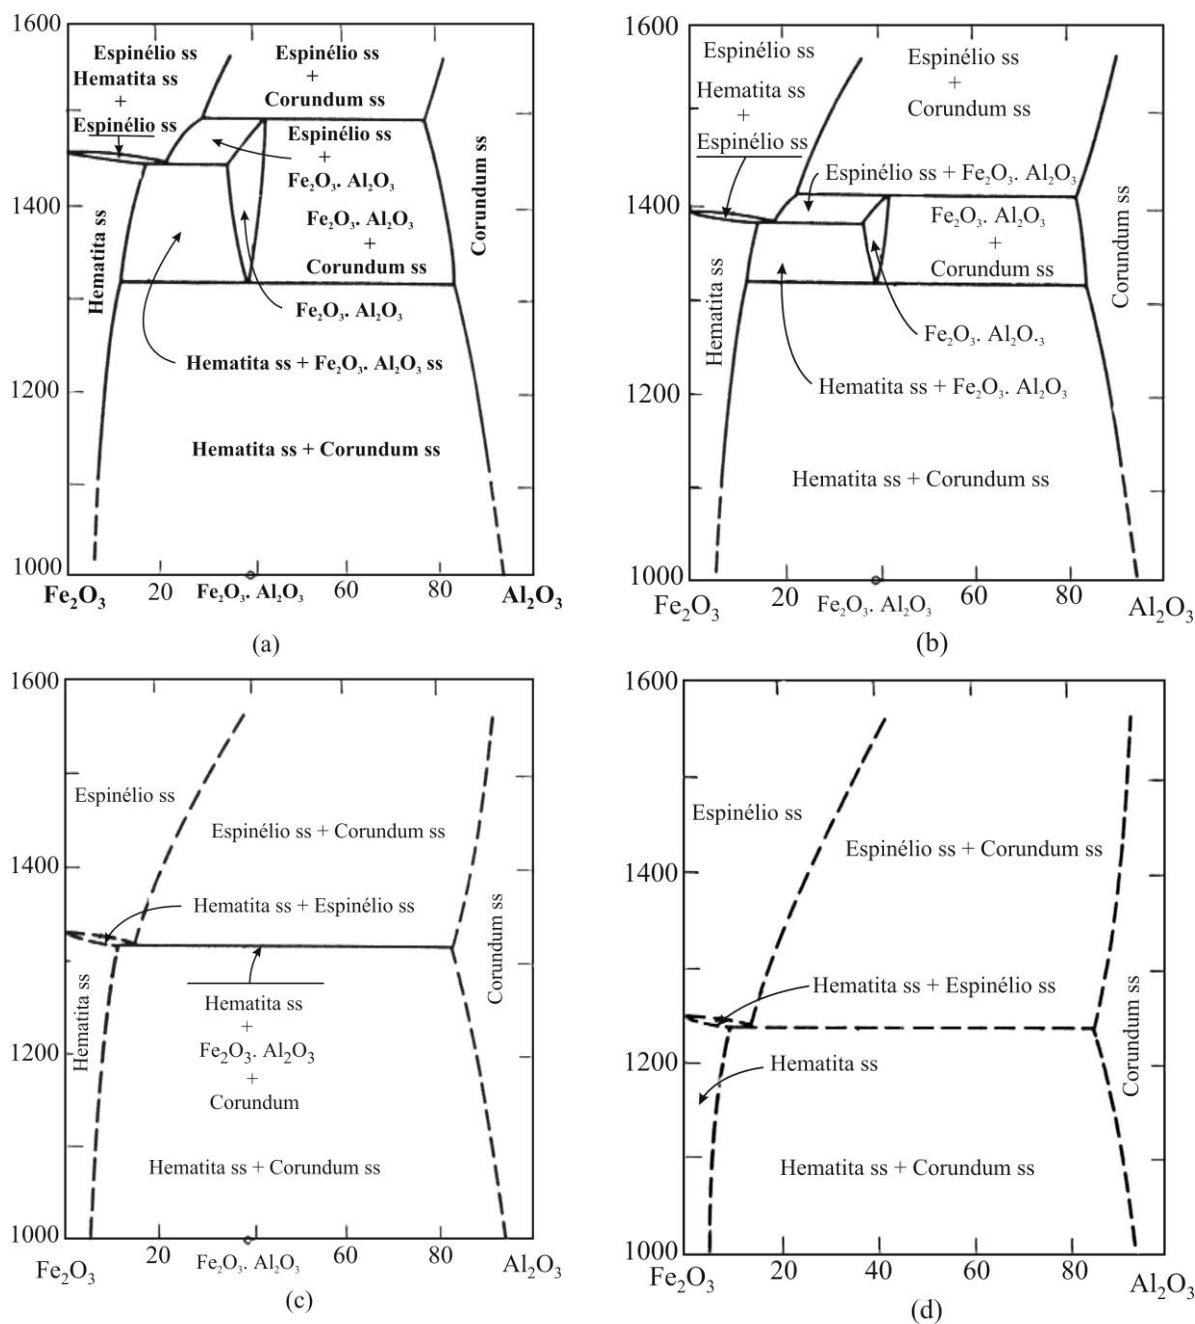 1600
1400
1200
1000
Espinélio ss
Hematita ss
+
Espinélio ss
Espinélio ss
+
Corundum ss
Espinélio ss
+
Fe₂O₃. Al₂O₃
Fe₂O₃. Al₂O₃
+
Corundum ss
Fe₂O₃. Al₂O₃
Hematita ss
Corundum ss
Hematita ss + Fe₂O₃. Al₂O₃ ss
Hematita ss + Corundum ss
Fe₂O₃ 20 Fe₂O₃. Al₂O₃ 40 60 80 Al₂O₃
(a)
1600
1400
1200
1000
Espinélio ss
Hematita ss
+
Espinélio ss
Espinélio ss
+
Corundum ss
Espinélio ss + Fe₂O₃. Al₂O₃
Fe₂O₃. Al₂O₃
+
Corundum ss
Fe₂O₃. Al₂O.₃
Hematita ss
Corundum ss
Hematita ss + Fe₂O₃. Al₂O₃
Hematita ss + Corundum ss
Fe₂O₃ 20 Fe₂O₃. Al₂O₃ 40 60 80 Al₂O₃
(b)
1600
1400
1200
1000
Espinélio ss
Espinélio ss + Corundum ss
Hematita ss + Espinélio ss
Hematita ss
Corundum ss
Hematita ss
+
Fe₂O₃. Al₂O₃
+
Corundum
Hematita ss + Corundum ss
Fe₂O₃ 20 Fe₂O₃. Al₂O₃ 40 60 80 Al₂O₃
(c)
1600
1400
1200
1000
Espinélio ss
Espinélio ss + Corundum ss
Hematita ss + Espinélio ss
Hematita ss
Corundum ss
Hematita ss + Corundum ss
Fe₂O₃ 20 40 60 80 Al₂O₃
(d)